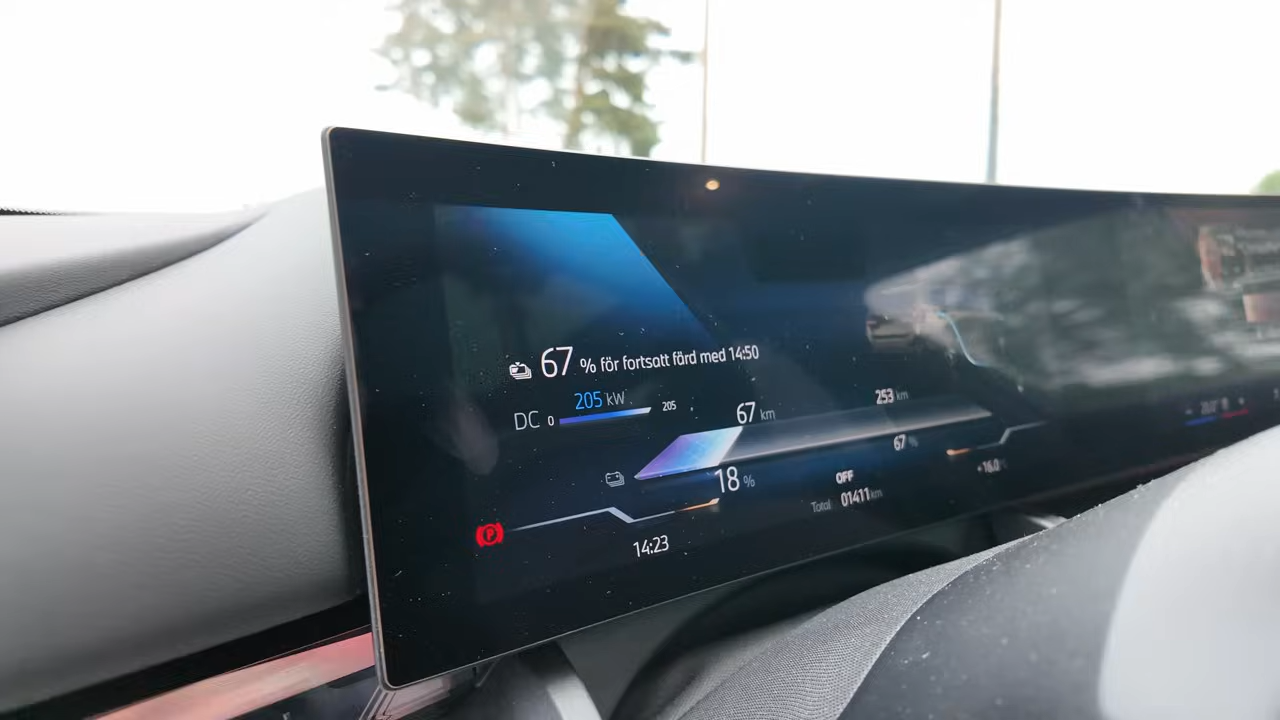 67 % för fortsatt färd med 14:50
205 kW
DC 0 205
67 km 253 km
18 % 67 %
OFF
Total 01411 km
+16.0
P
14:23